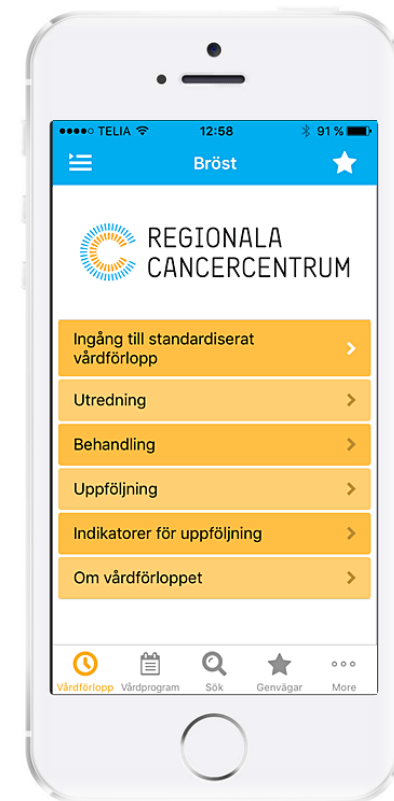 TELIA 12:58 91 %
Bröst
REGIONALA
CANCERCENTRUM
Ingång till standardiserat
vårdförlopp
Utredning
Behandling
Uppföljning
Indikatorer för uppföljning
Om vårdförloppet
Vårdförlopp Vårdprogram Sök Genvägar More